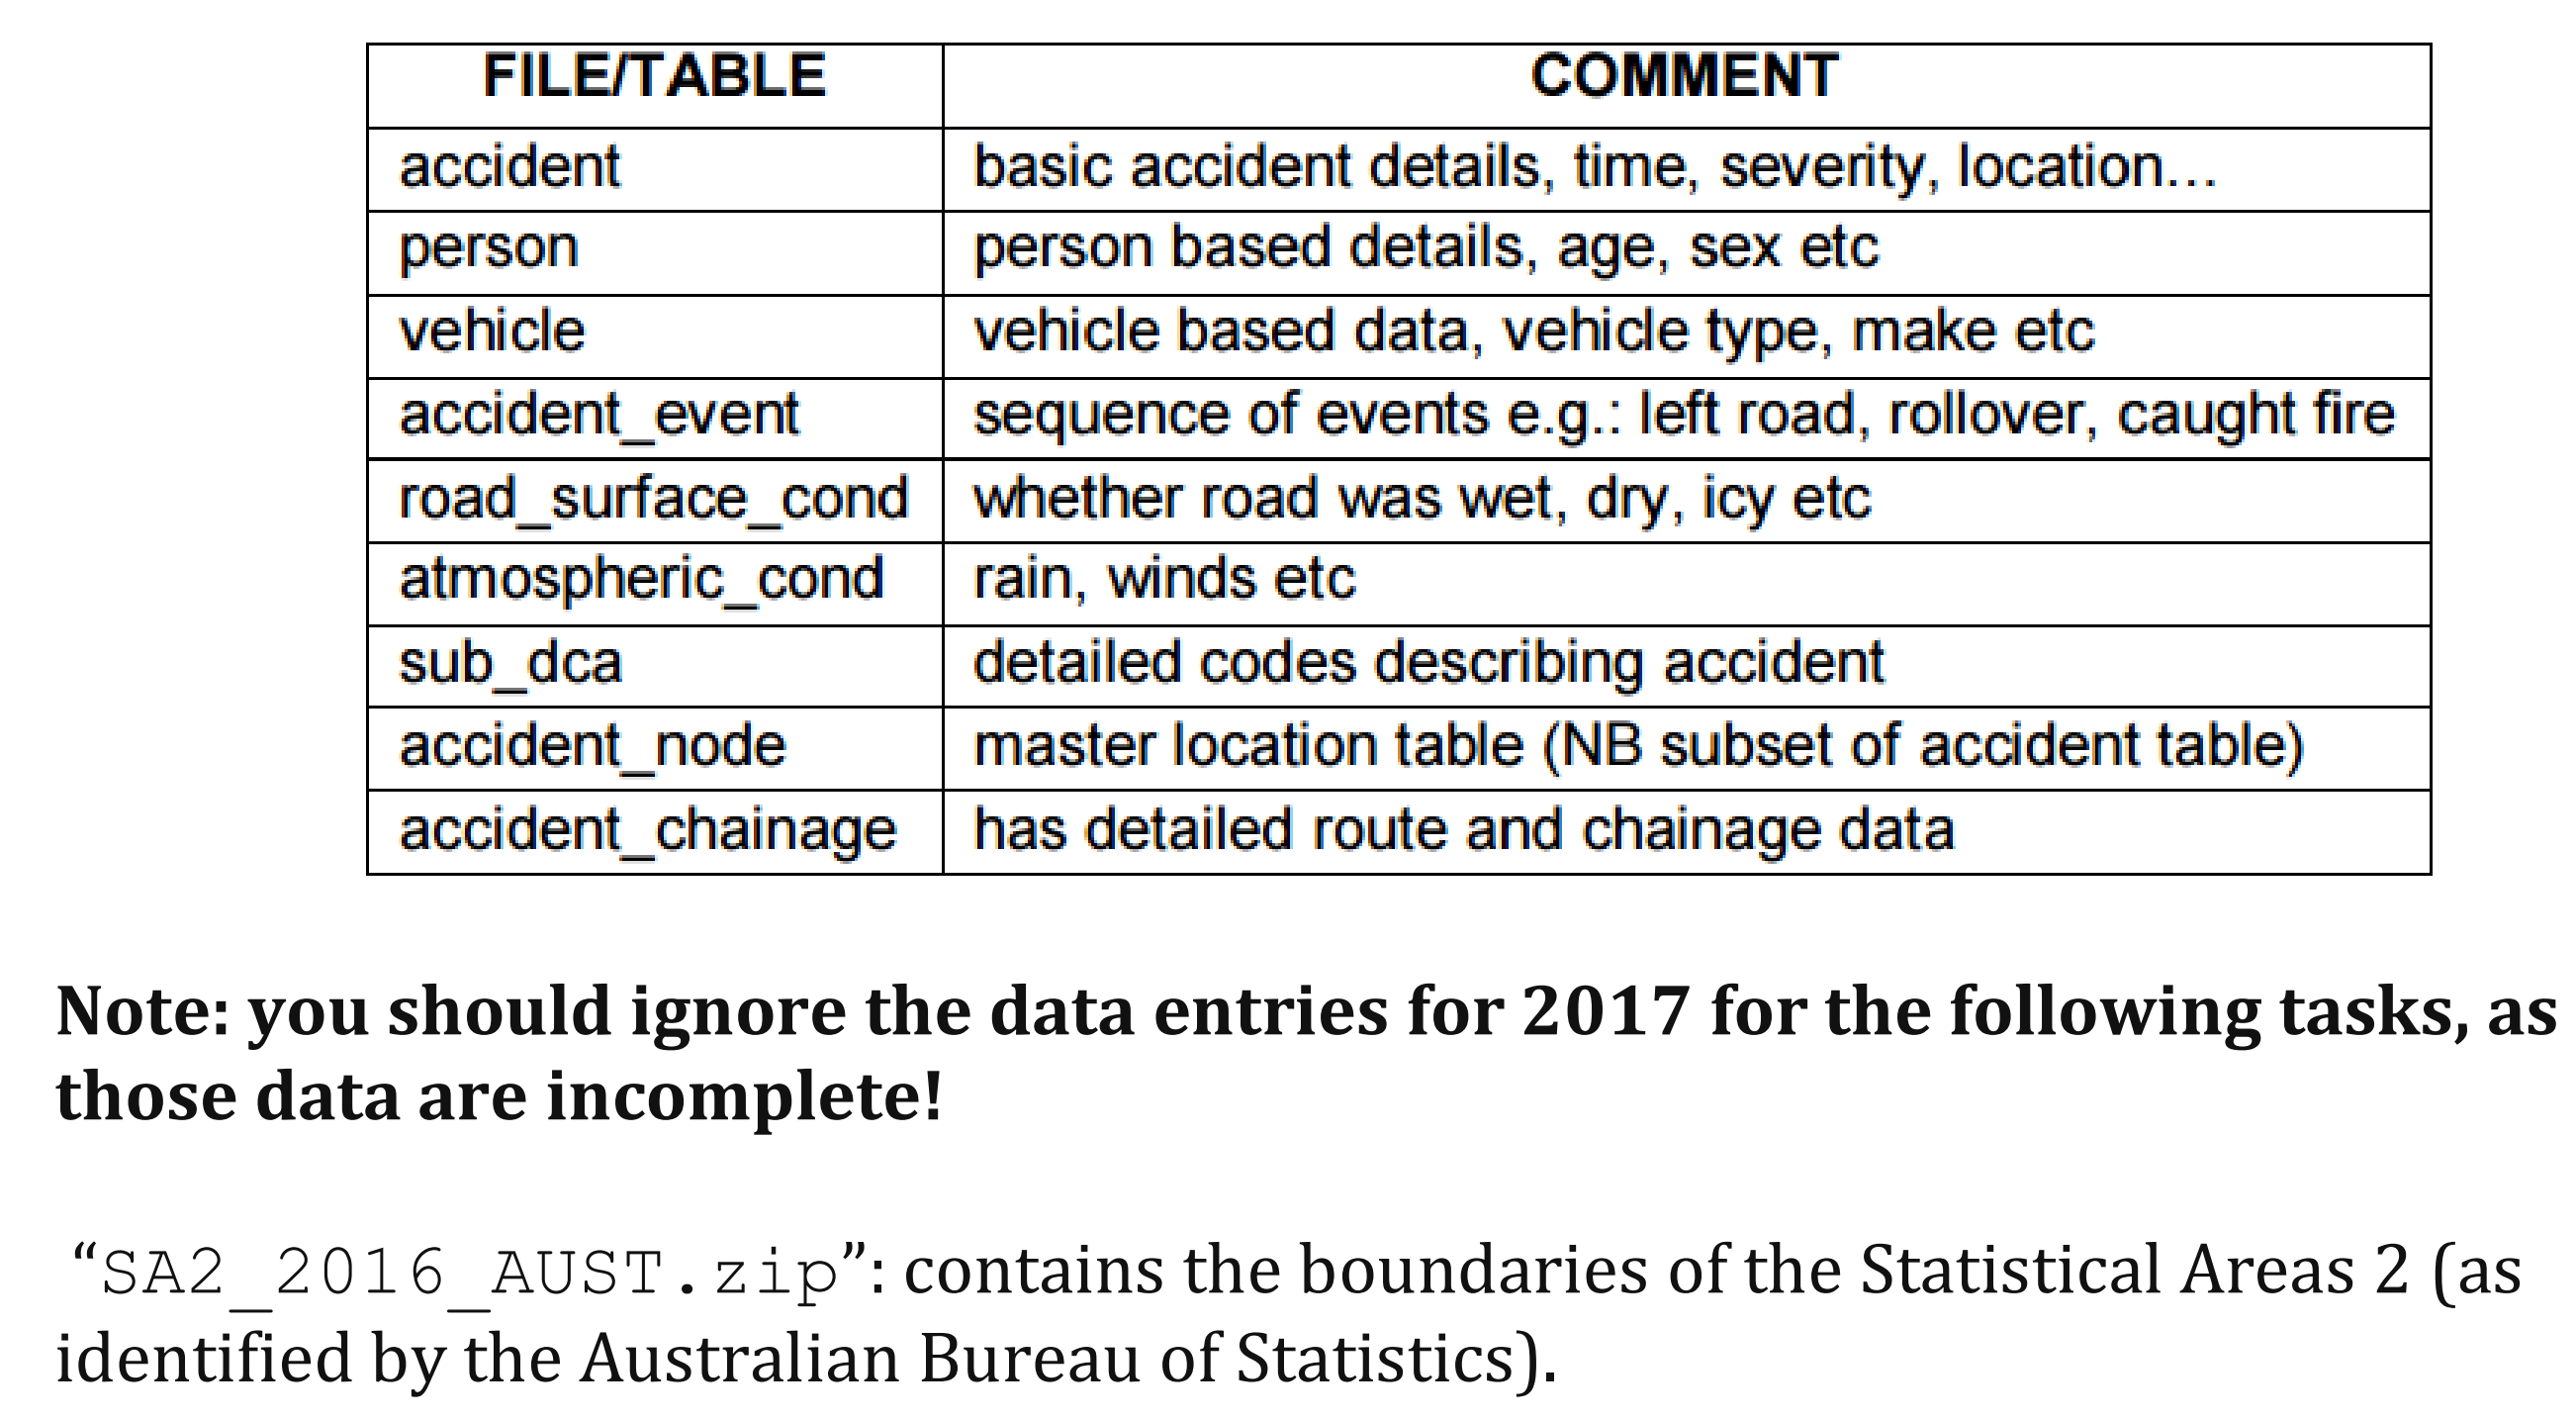 FILE/TABLE COMMENT
accident basic accident details, time, severity, location...
person person based details, age, sex etc
vehicle vehicle based data, vehicle type, make etc
accident_event sequence of events e.g.: left road, rollover, caught fire
road_surface_cond whether road was wet, dry, icy etc
atmospheric_cond rain, winds etc
sub_dca detailed codes describing accident
accident_node master location table (NB subset of accident table)
accident_chainage has detailed route and chainage data
Note: you should ignore the data entries for 2017 for the following tasks, as
those data are incomplete!
“SA2_2016_AUST.zip”: contains the boundaries of the Statistical Areas 2 (as
identified by the Australian Bureau of Statistics).